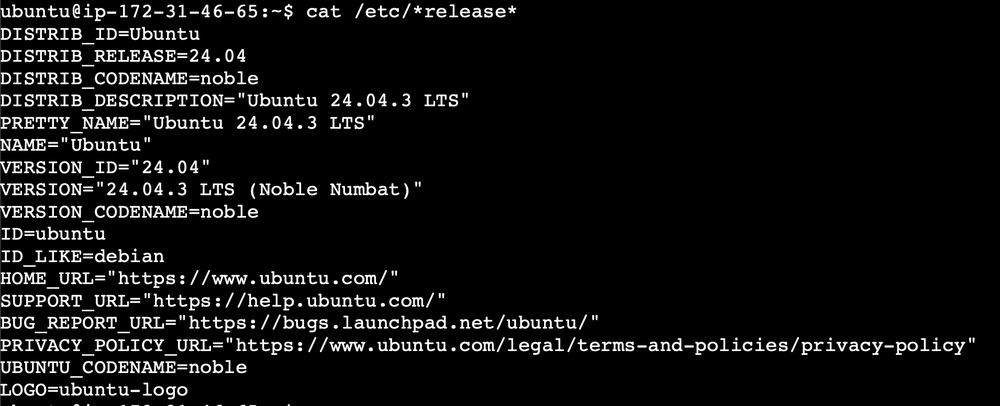 ubuntu@ip-172-31-46-65:~$ cat /etc/*release*
DISTRIB_ID=Ubuntu
DISTRIB_RELEASE=24.04
DISTRIB_CODENAME=noble
DISTRIB_DESCRIPTION="Ubuntu 24.04.3 LTS"
PRETTY_NAME="Ubuntu 24.04.3 LTS"
NAME="Ubuntu"
VERSION_ID="24.04"
VERSION="24.04.3 LTS (Noble Numbat)"
VERSION_CODENAME=noble
ID=ubuntu
ID_LIKE=debian
HOME_URL="https://www.ubuntu.com/"
SUPPORT_URL="https://help.ubuntu.com/"
BUG_REPORT_URL="https://bugs.launchpad.net/ubuntu/"
PRIVACY_POLICY_URL="https://www.ubuntu.com/legal/terms-and-policies/privacy-policy"
UBUNTU_CODENAME=noble
LOGO=ubuntu-logo